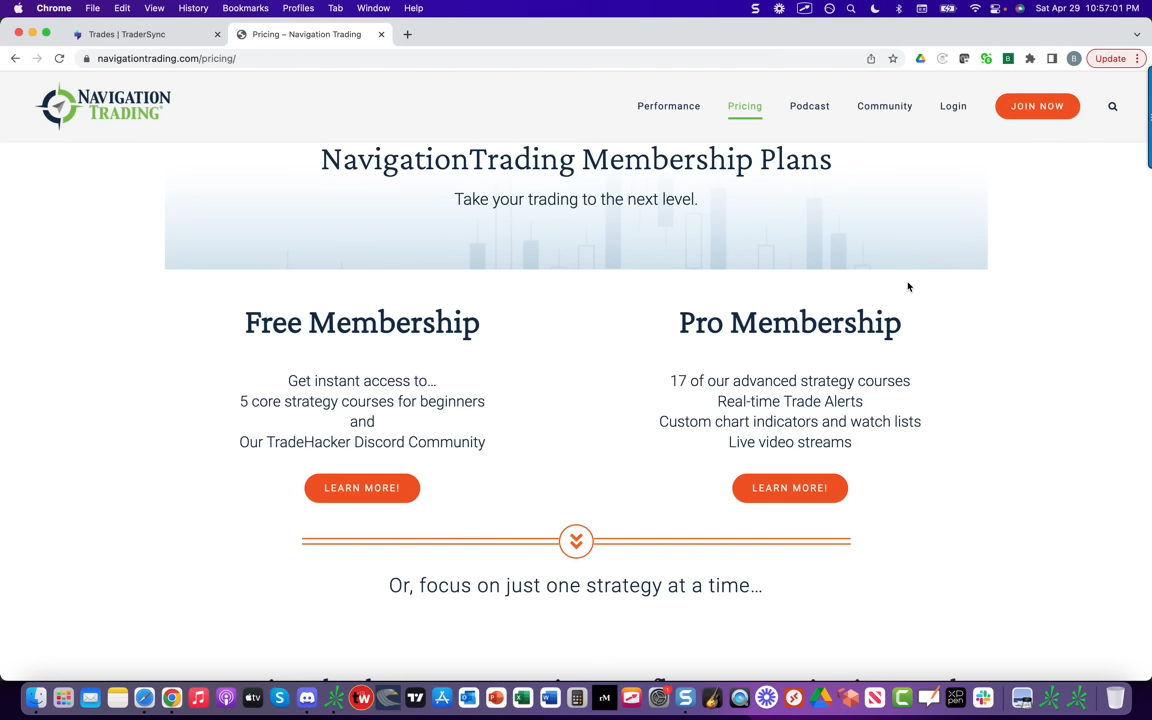 Chrome File Edit View History Bookmarks Profiles Tab Window Help
Sat Apr 29 10:57:01 PM
Trades | TraderSync
Pricing – Navigation Trading
navigationtrading.com/pricing/
Update
NAVIGATION
TRADING
Performance
Pricing
Podcast
Community
Login
JOIN NOW
NavigationTrading Membership Plans
Take your trading to the next level.
Free Membership
Get instant access to…
5 core strategy courses for beginners
and
Our TradeHacker Discord Community
LEARN MORE!
Pro Membership
17 of our advanced strategy courses
Real-time Trade Alerts
Custom chart indicators and watch lists
Live video streams
LEARN MORE!
Or, focus on just one strategy at a time…